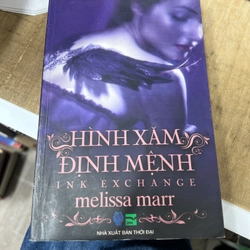 HÌNH XĂM
ĐỊNH MỆNH
INK EXCHANGE
melissa marr
NHÀ XUẤT BẢN THỜI ĐẠI